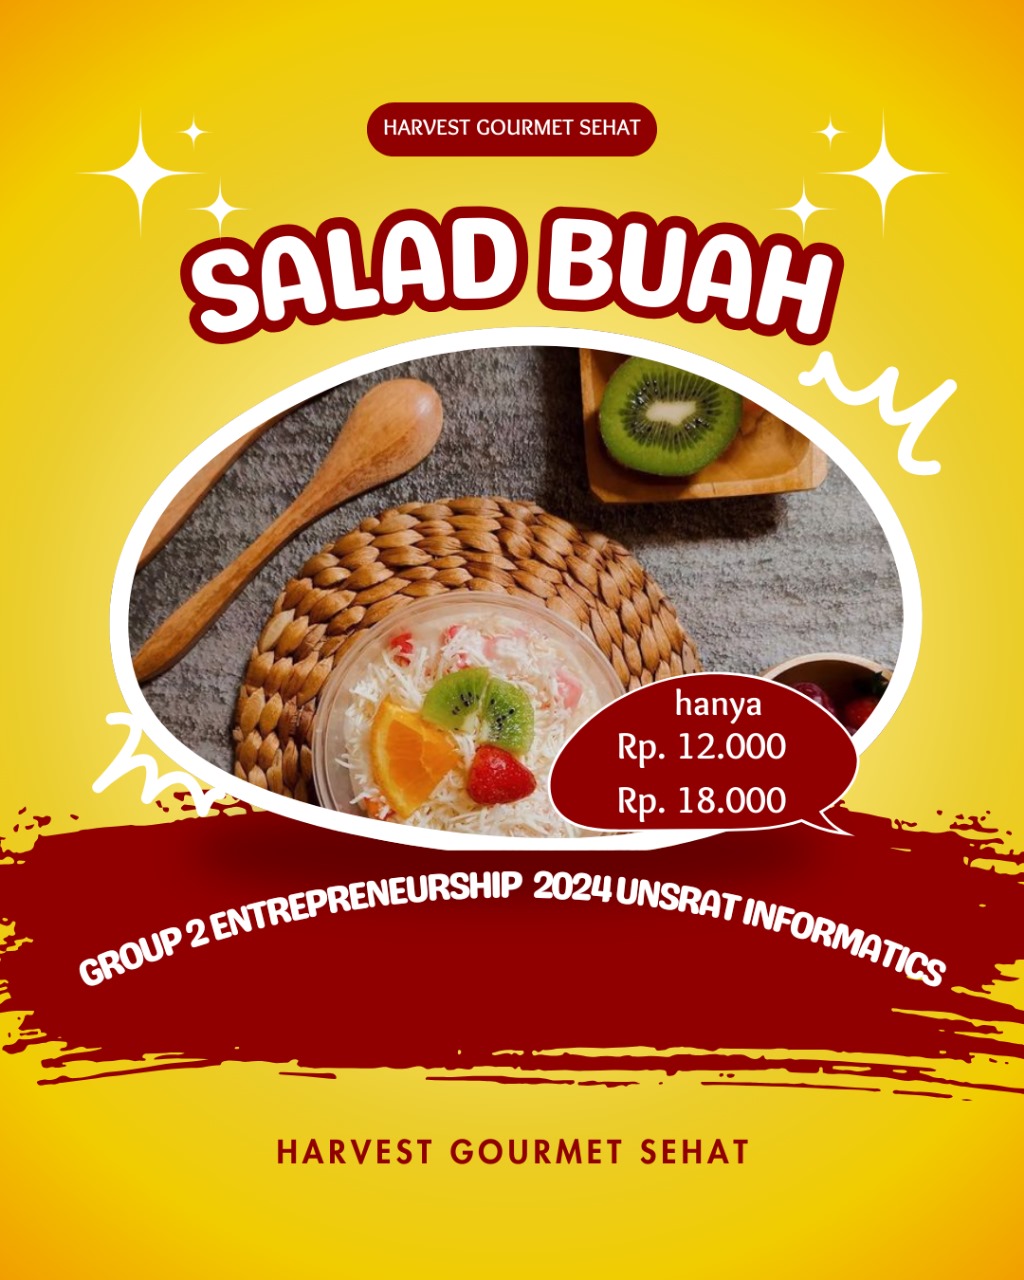 HARVEST GOURMET SEHAT
SALAD BUAH
hanya
Rp. 12.000
Rp. 18.000
GROUP 2 ENTREPRENEURSHIP 2024 UNSRAT INFORMATICS
HARVEST GOURMET SEHAT